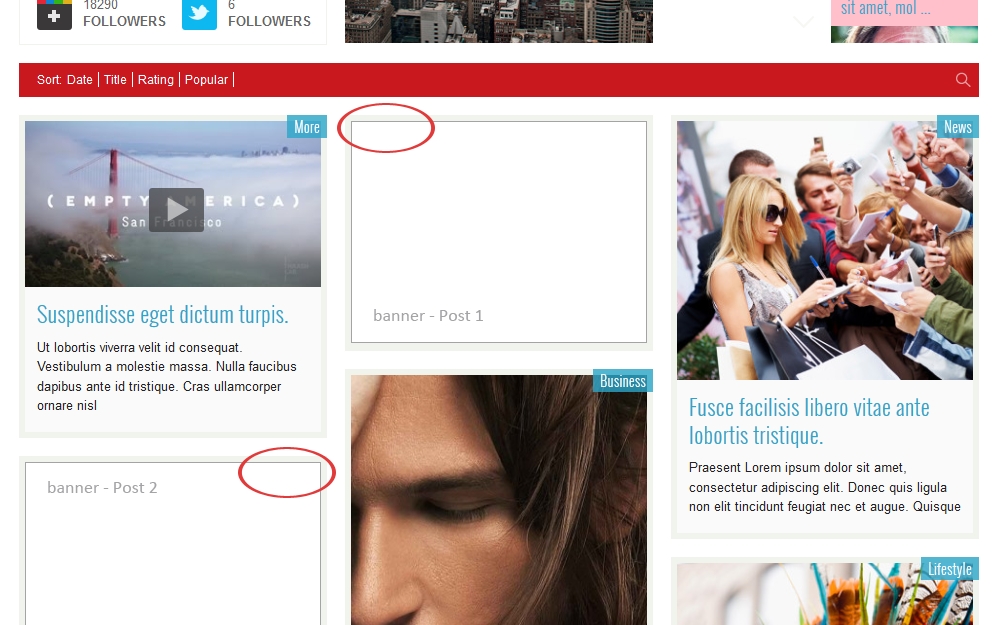 18290
FOLLOWERS
6
FOLLOWERS
sit amet, mol ...
Sort: Date | Title | Rating | Popular |
More
(EMPTY AMERICA)
San Francisco
Suspendisse eget dictum turpis.
Ut lobortis viverra velit id consequat.
Vestibulum a molestie massa. Nulla faucibus
dapibus ante id tristique. Cras ullamcorper
ornare nisl
banner - Post 2
banner - Post 1
Business
News
Fusce facilisis libero vitae ante
lobortis tristique.
Praesent Lorem ipsum dolor sit amet,
consectetur adipiscing elit. Donec quis ligula
non elit tincidunt feugiat nec et augue. Quisque
Lifestyle